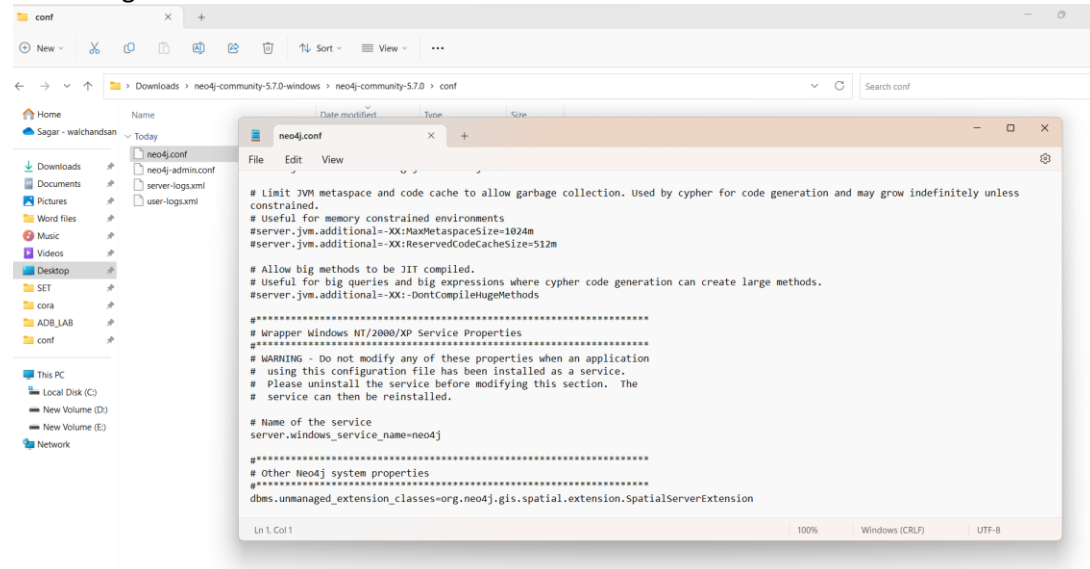 conf
New
Sort
View
Downloads > neo4j-community-5.7.0-windows > neo4j-community-5.7.0 > conf
Search conf
Home
Sagar - walchandsan
Downloads
Documents
Pictures
Word files
Music
Videos
Desktop
SET
cora
ADB_LAB
conf
This PC
Local Disk (C:)
New Volume (D:)
New Volume (E:)
Network
Name
Date modified
Type
Size
Today
neo4j.conf
neo4j-admin.conf
server-logs.xml
user-logs.xml
neo4j.conf
File Edit View
# Limit JVM metaspace and code cache to allow garbage collection. Used by cypher for code generation and may grow indefinitely unless
constrained.
# Useful for memory constrained environments
#server.jvm.additional=-XX:MaxMetaspaceSize=1024m
#server.jvm.additional=-XX:ReservedCodeCacheSize=512m
# Allow big methods to be JIT compiled.
# Useful for big queries and big expressions where cypher code generation can create large methods.
#server.jvm.additional=-XX:-DontCompileHugeMethods
#********************************************************************
# Wrapper Windows NT/2000/XP Service Properties
#********************************************************************
# WARNING - Do not modify any of these properties when an application
#  using this configuration file has been installed as a service.
#  Please uninstall the service before modifying this section.  The
#  service can then be reinstalled.
# Name of the service
server.windows_service_name=neo4j
#********************************************************************
# Other Neo4j system properties
#********************************************************************
dbms.unmanaged_extension_classes=org.neo4j.gis.spatial.extension.SpatialServerExtension
Ln 1, Col 1
100%
Windows (CRLF)
UTF-8